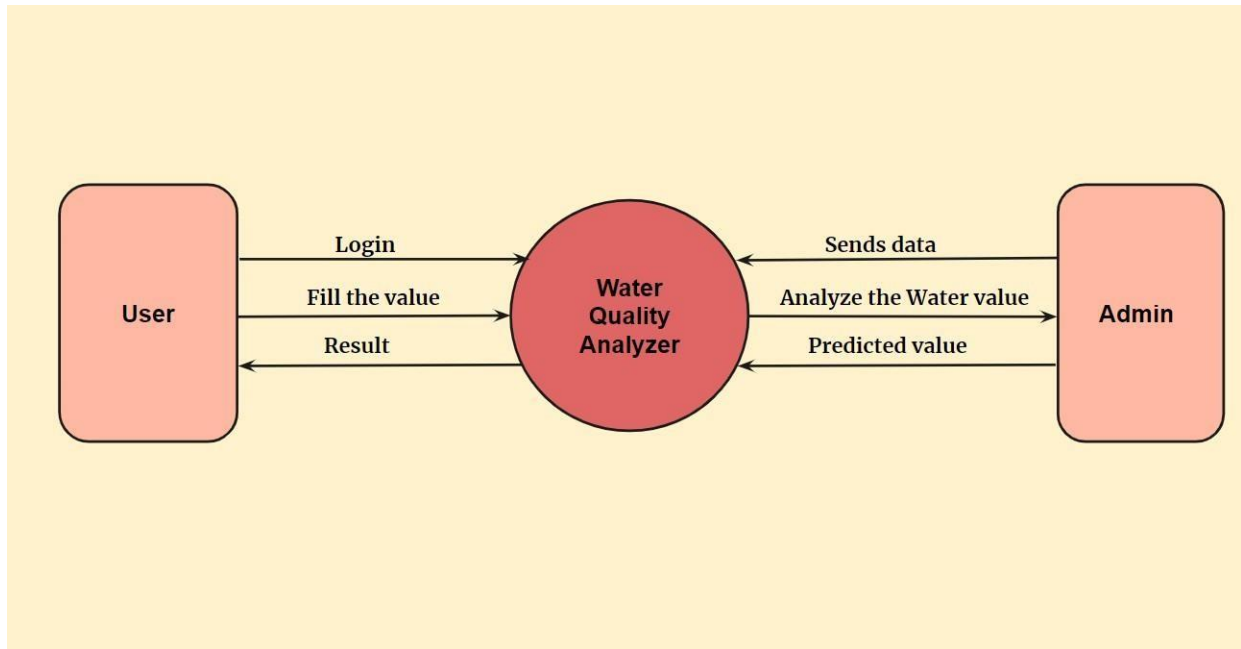 User
Login
Fill the value
Result
Water
Quality
Analyzer
Sends data
Analyze the Water value
Predicted value
Admin